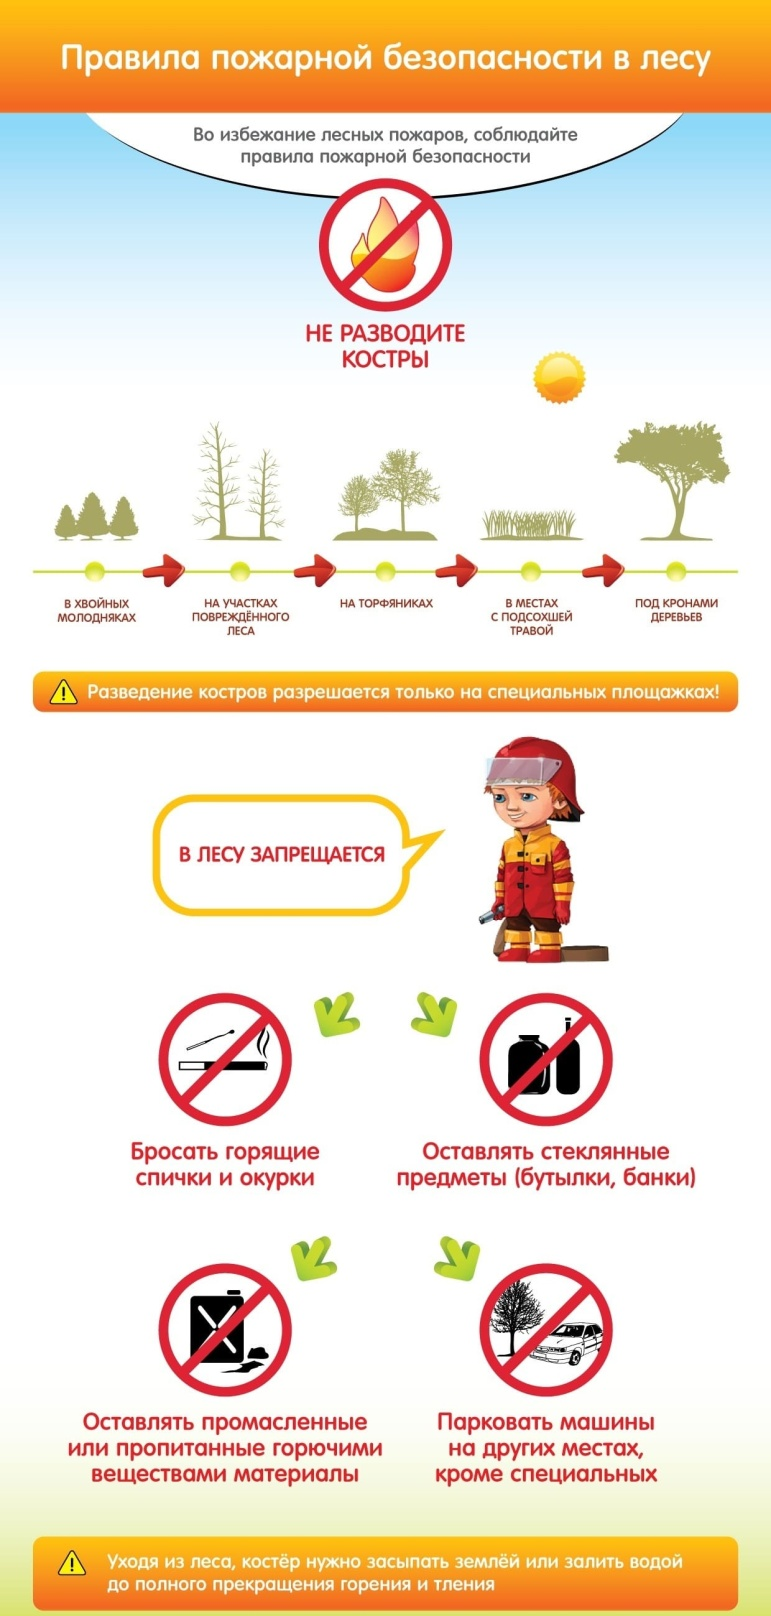 Правила пожарной безопасности в лесу
Во избежание лесных пожаров, соблюдайте
правила пожарной безопасности
НЕ РАЗВОДИТЕ
КОСТРЫ
В ХВОЙНЫХ
МОЛОДНЯКАХ
НА УЧАСТКАХ
ПОВРЕЖДЁННОГО
ЛЕСА
НА ТОРФЯНИКАХ
В МЕСТАХ
С ПОДСОХШЕЙ
ТРАВОЙ
ПОД КРОНАМИ
ДЕРЕВЬЕВ
Разведение костров разрешается только на специальных площажках!
В ЛЕСУ ЗАПРЕЩАЕТСЯ
Бросать горящие
спички и окурки
Оставлять стеклянные
предметы (бутылки, банки)
Оставлять промасленные
или пропитанные горючими
веществами материалы
Парковать машины
на других местах,
кроме специальных
Уходя из леса, костёр нужно засыпать землёй или залить водой
до полного прекращения горения и тления